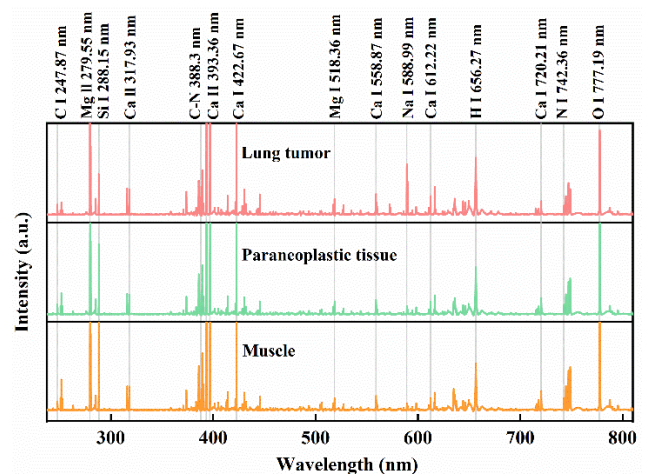 C I 247.87 nm
Mg II 279.55 nm
Si I 288.15 nm
Ca II 317.93 nm
C-N 388.3 nm
Ca II 393.36 nm
Ca I 422.67 nm
Mg I 518.36 nm
Ca I 558.87 nm
Na I 588.99 nm
Ca I 612.22 nm
H I 656.27 nm
Ca I 720.21 nm
N I 742.36 nm
O I 777.19 nm
Lung tumor
Paraneoplastic tissue
Muscle
Intensity (a.u.)
300 400 500 600 700 800
Wavelength (nm)